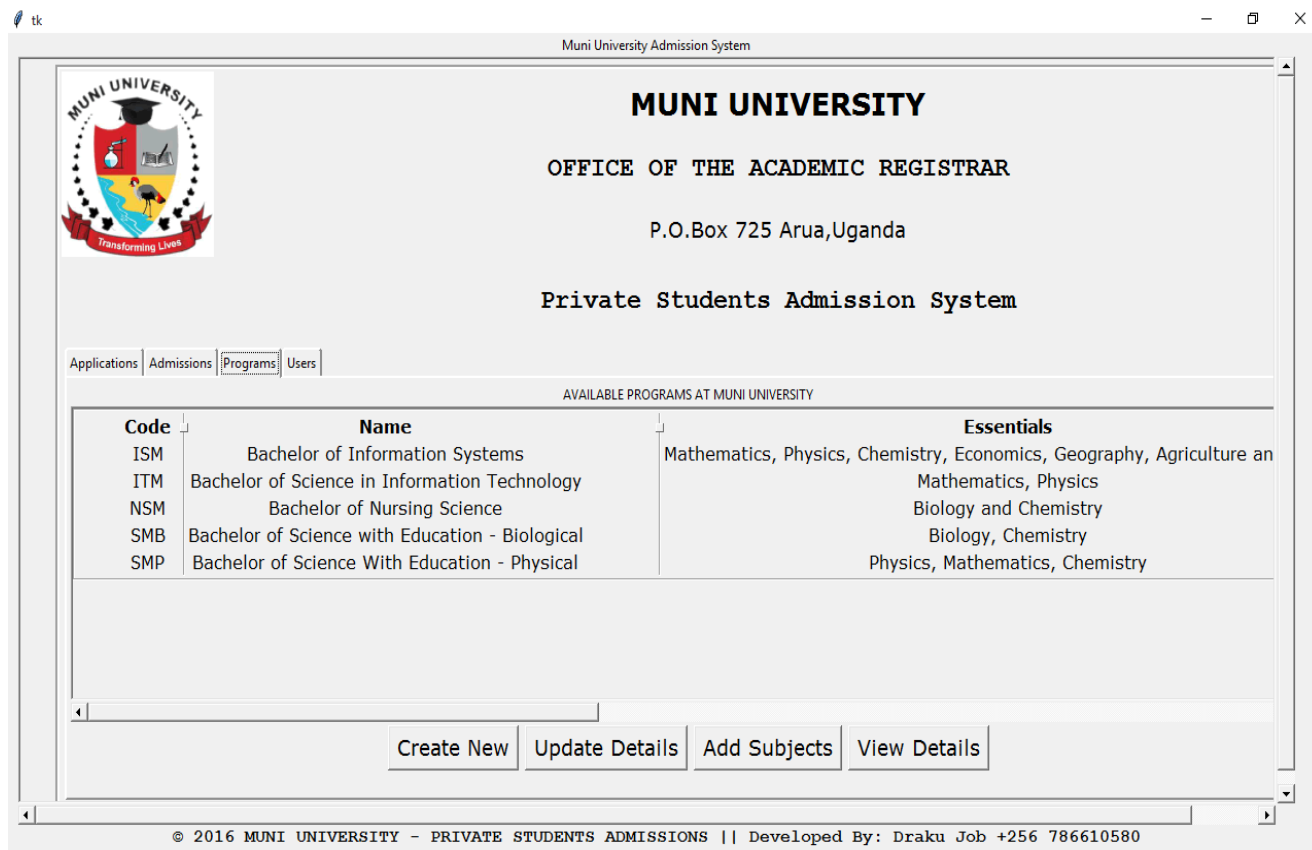 tk
Muni University Admission System
MUNI UNIVERSITY
Transforming Lives
MUNI UNIVERSITY
OFFICE OF THE ACADEMIC REGISTRAR
P.O.Box 725 Arua,Uganda
Private Students Admission System
Applications Admissions Programs Users
AVAILABLE PROGRAMS AT MUNI UNIVERSITY
Code Name Essentials
ISM Bachelor of Information Systems Mathematics, Physics, Chemistry, Economics, Geography, Agriculture an
ITM Bachelor of Science in Information Technology Mathematics, Physics
NSM Bachelor of Nursing Science Biology and Chemistry
SMB Bachelor of Science with Education - Biological Biology, Chemistry
SMP Bachelor of Science With Education - Physical Physics, Mathematics, Chemistry
Create New Update Details Add Subjects View Details
© 2016 MUNI UNIVERSITY - PRIVATE STUDENTS ADMISSIONS || Developed By: Draku Job +256 786610580